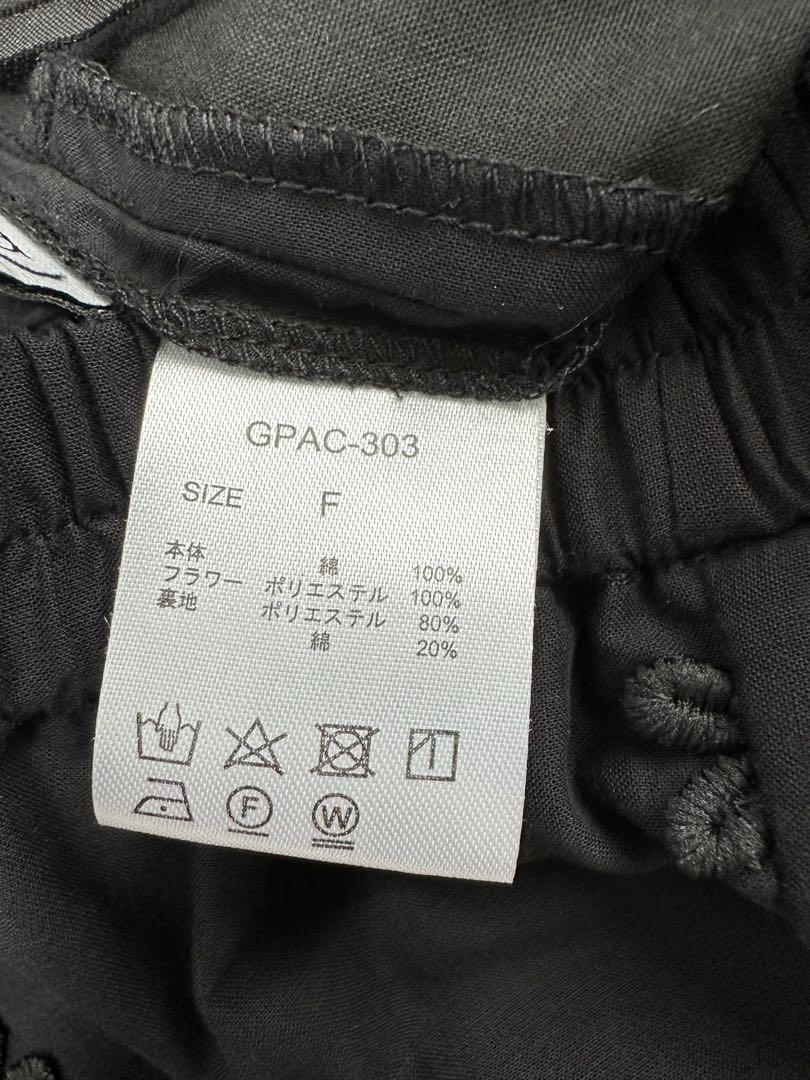 GPAC-303
SIZE F
本体 綿 100%
フラワー ポリエステル 100%
裏地 ポリエステル 80%
綿 20%
F W